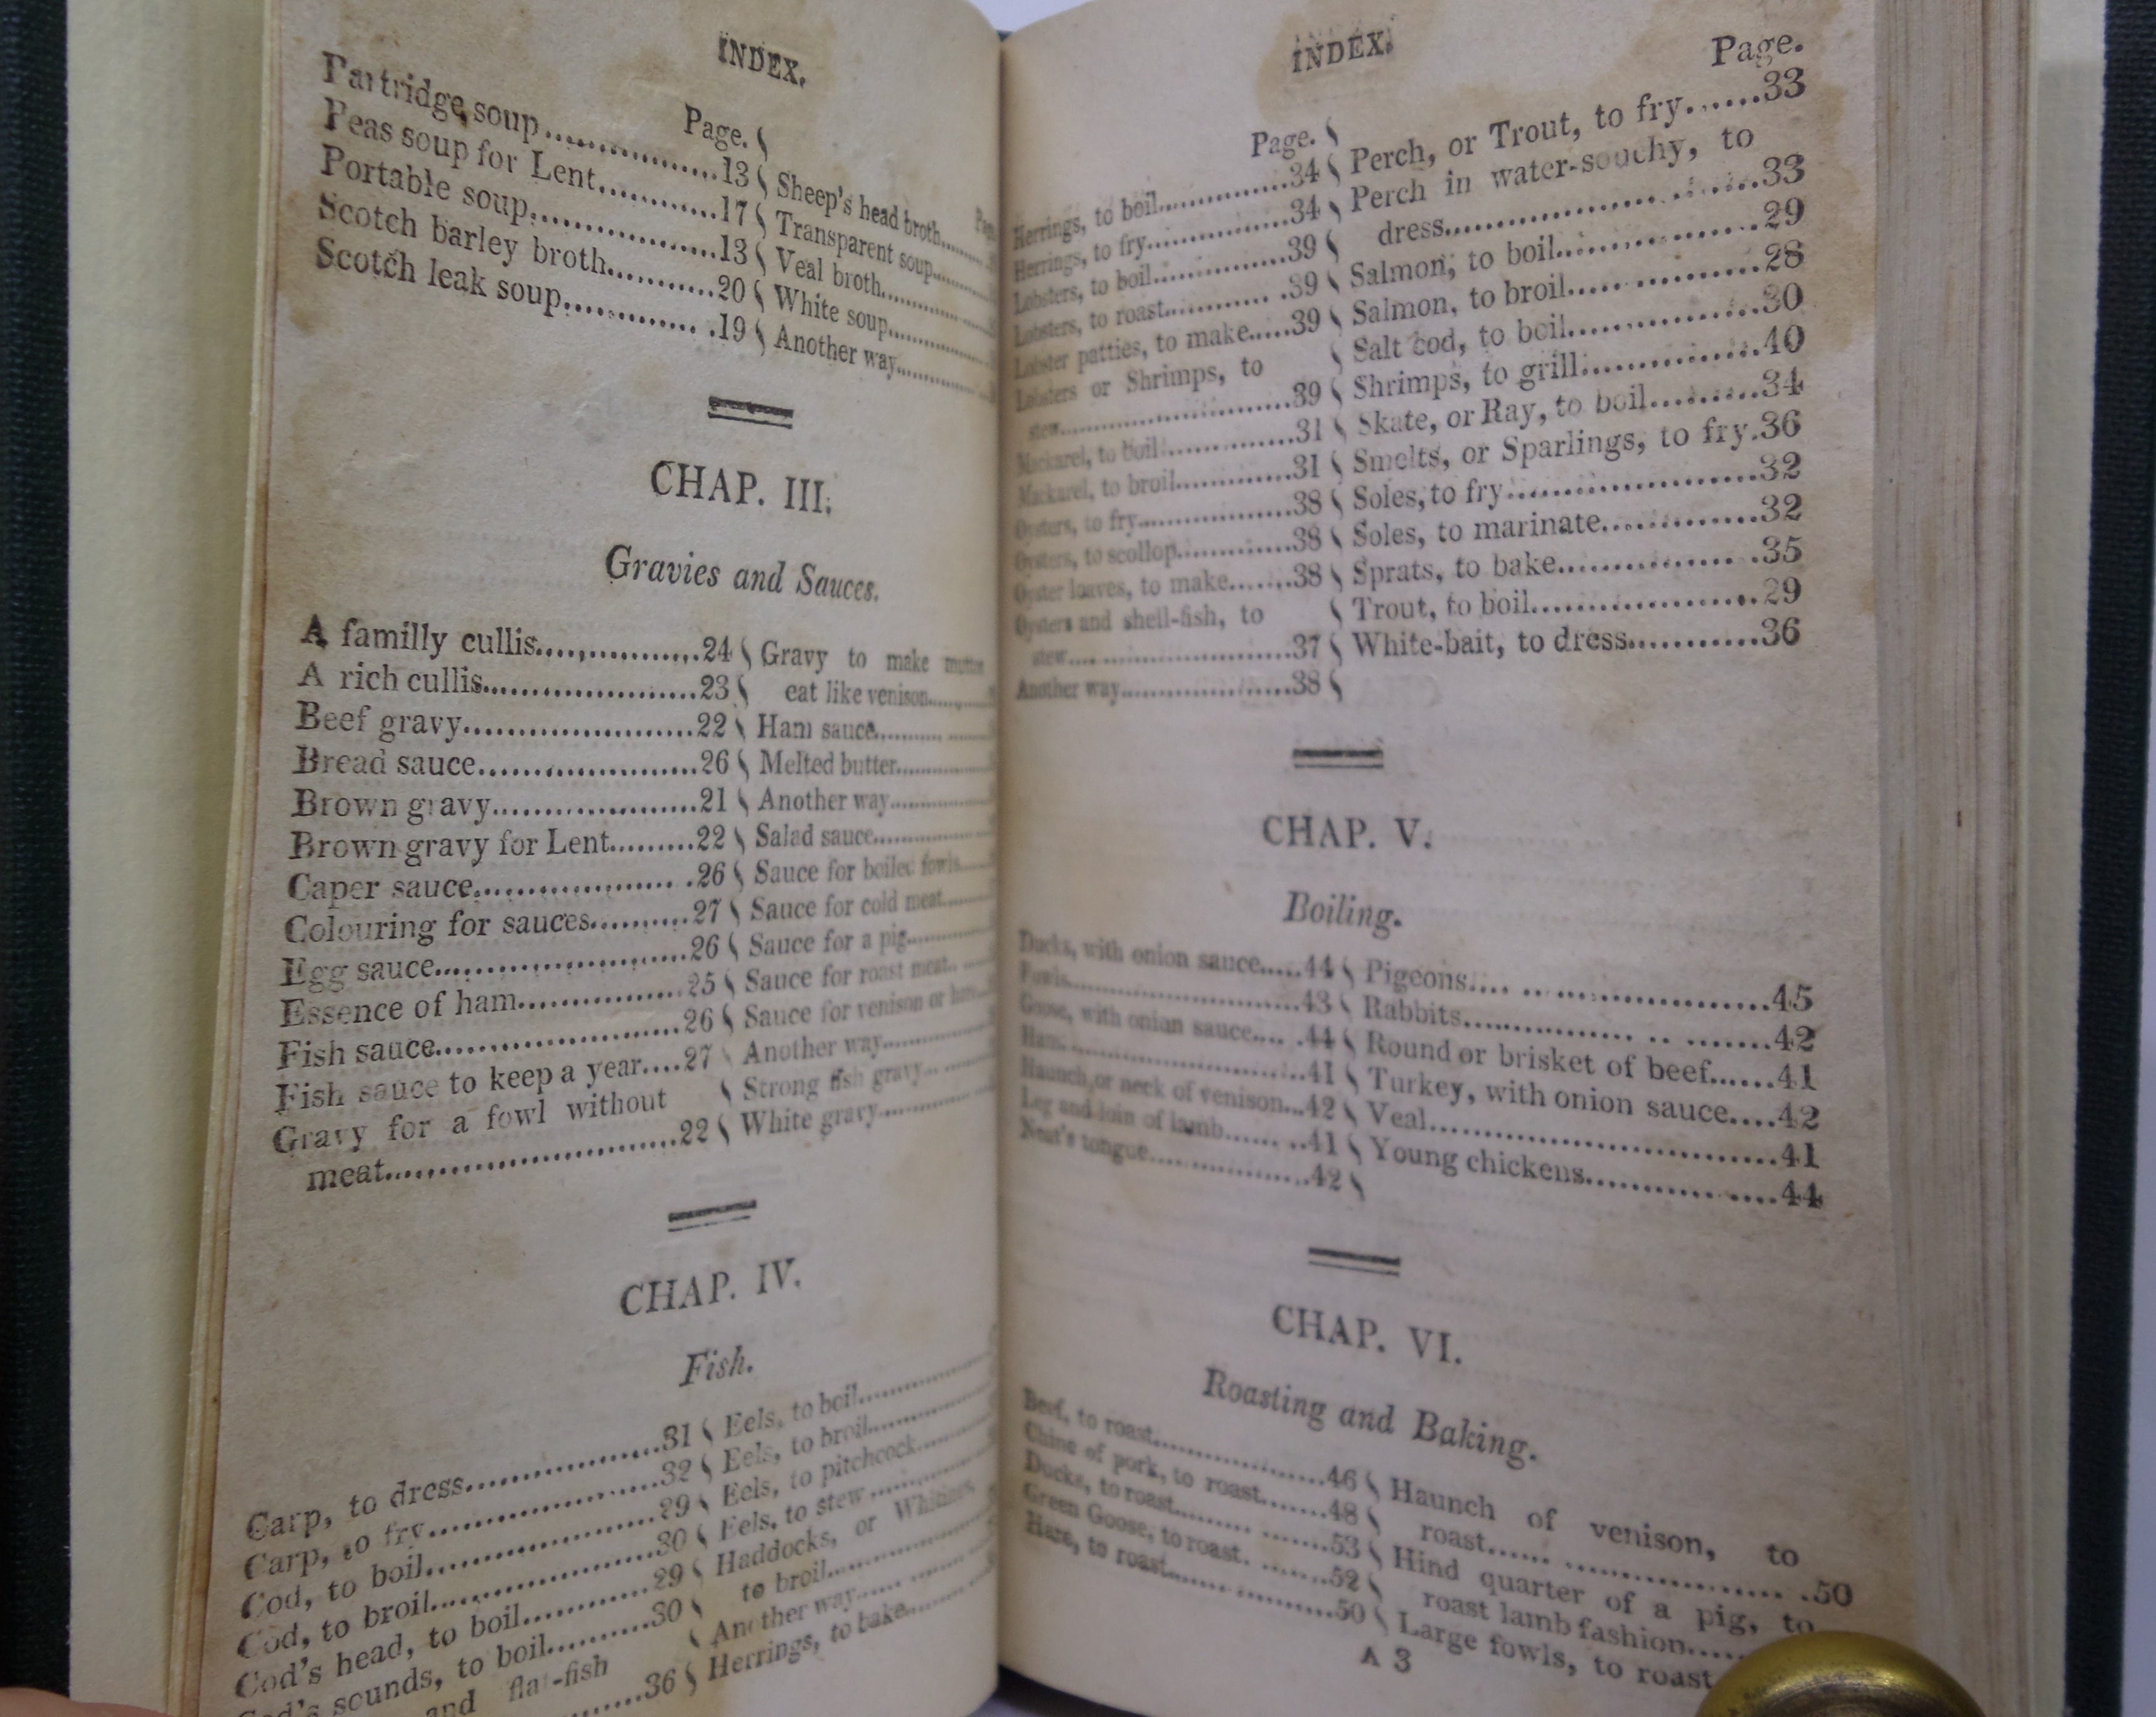 INDEX.
Page.
Partridge soup..................13
Peas soup for Lent............17
Portable soup..................13
Scotch barley broth..........20
Scotch leak soup............. .19
Sheep's head broth
Transparent soup
Veal broth
White soup
Another way
CHAP. III.
Gravies and Sauces.
A familly cullis................24
A rich cullis....................23
Beef gravy......................22
Bread sauce.....................26
Brown gravy....................21
Brown gravy for Lent.........22
Caper sauce................... .26
Colouring for sauces..........27
Egg sauce.......................26
Essence of ham................25
Fish sauce......................26
Fish sauce to keep a year....27
Gravy for a fowl without
meat............................22
Gravy to make mutton
eat like venison
Ham sauce
Melted butter
Another way
Salad sauce
Sauce for boiled fowls
Sauce for cold meat
Sauce for a pig
Sauce for roast meat
Sauce for venison or hare
Another way
Strong fish gravy
White gravy
CHAP. IV.
Fish.
Carp, to dress..................31
Carp, to fry.....................32
Cod, to boil.....................29
Cod, to broil....................30
Cod's head, to boil............29
Cod's sounds, to boil..........30
and flat-fish
.......36
Eels, to boil
Eels, to broil
Eels, to pitchcock
Eels, to stew
Haddocks, or Whitings,
to broil
Another way
Herrings, to bake
INDEX.
Page.
Herrings, to boil.............34
Herrings, to fry...............34
Lobsters, to boil..............39
Lobsters, to roast.......... .39
Lobster patties, to make.....39
Lobsters or Shrimps, to
stew.........................39
Mackarel, to boil.............31
Mackarel, to broil............31
Oysters, to fry................38
Oysters, to scollop............38
Oyster loaves, to make.......38
Oysters and shell-fish, to
stew.........................37
Another way..................38
Page.
Perch, or Trout, to fry......33
Perch in water-souchy, to
dress.........................33
Salmon, to boil................29
Salmon, to broil...............28
Salt cod, to boil...............30
Shrimps, to grill..............40
Skate, or Ray, to boil.........34
Smelts, or Sparlings, to fry.36
Soles, to fry....................32
Soles, to marinate.............32
Sprats, to bake............... .35
Trout, to boil...................29
White-bait, to dress...........36
CHAP. V.
Boiling.
Ducks, with onion sauce.....44
Fowls..........................43
Goose, with onion sauce.... .44
Ham...........................41
Haunch or neck of venison...42
Leg and loin of lamb....... ..41
Neat's tongue.................42
Pigeons.... .. ......................45
Rabbits................. .. .......42
Round or brisket of beef......41
Turkey, with onion sauce....42
Veal................................41
Young chickens............ ....44
CHAP. VI.
Roasting and Baking.
Beef, to roast..................46
Chine of pork, to roast.......48
Ducks, to roast......... .......53
Green Goose, to roast. .......52
Hare, to roast...... ...........50
Haunch of venison, to
roast...... .................... .50
Hind quarter of a pig, to
roast lamb fashion......
Large fowls, to roast
A 3